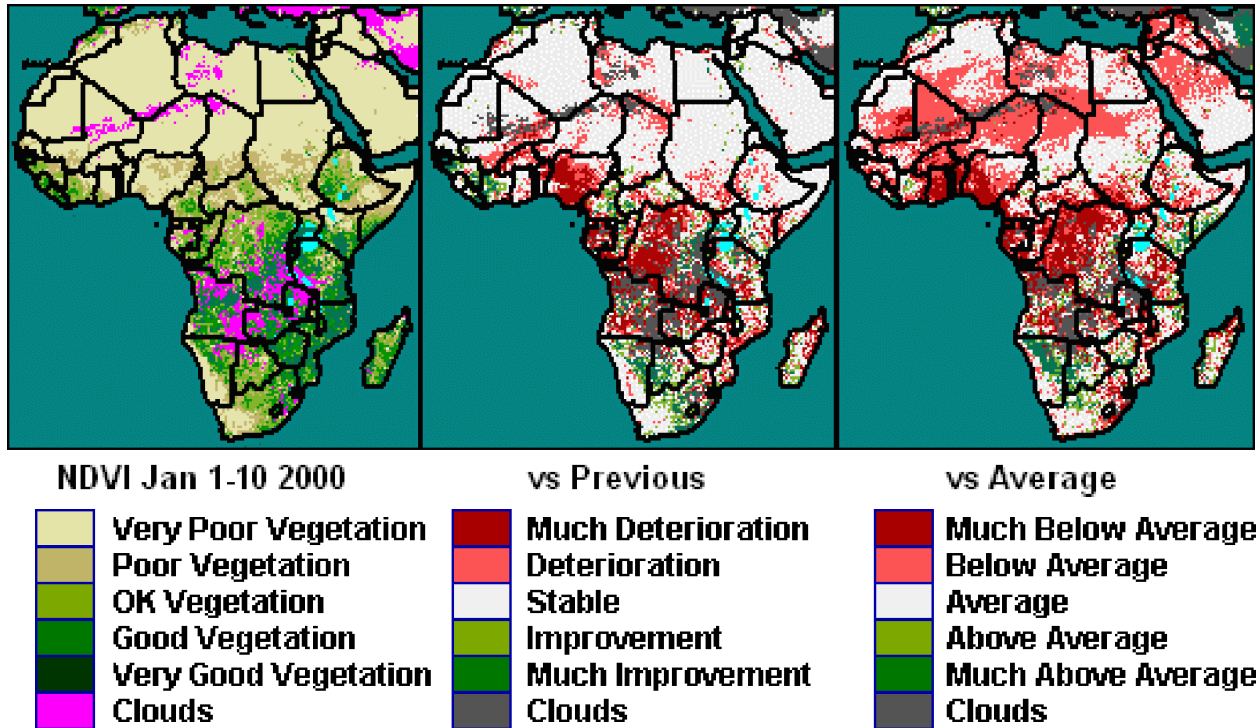 NDVI Jan 1-10 2000
Very Poor Vegetation
Poor Vegetation
OK Vegetation
Good Vegetation
Very Good Vegetation
Clouds
vs Previous
Much Deterioration
Deterioration
Stable
Improvement
Much Improvement
Clouds
vs Average
Much Below Average
Below Average
Average
Above Average
Much Above Average
Clouds